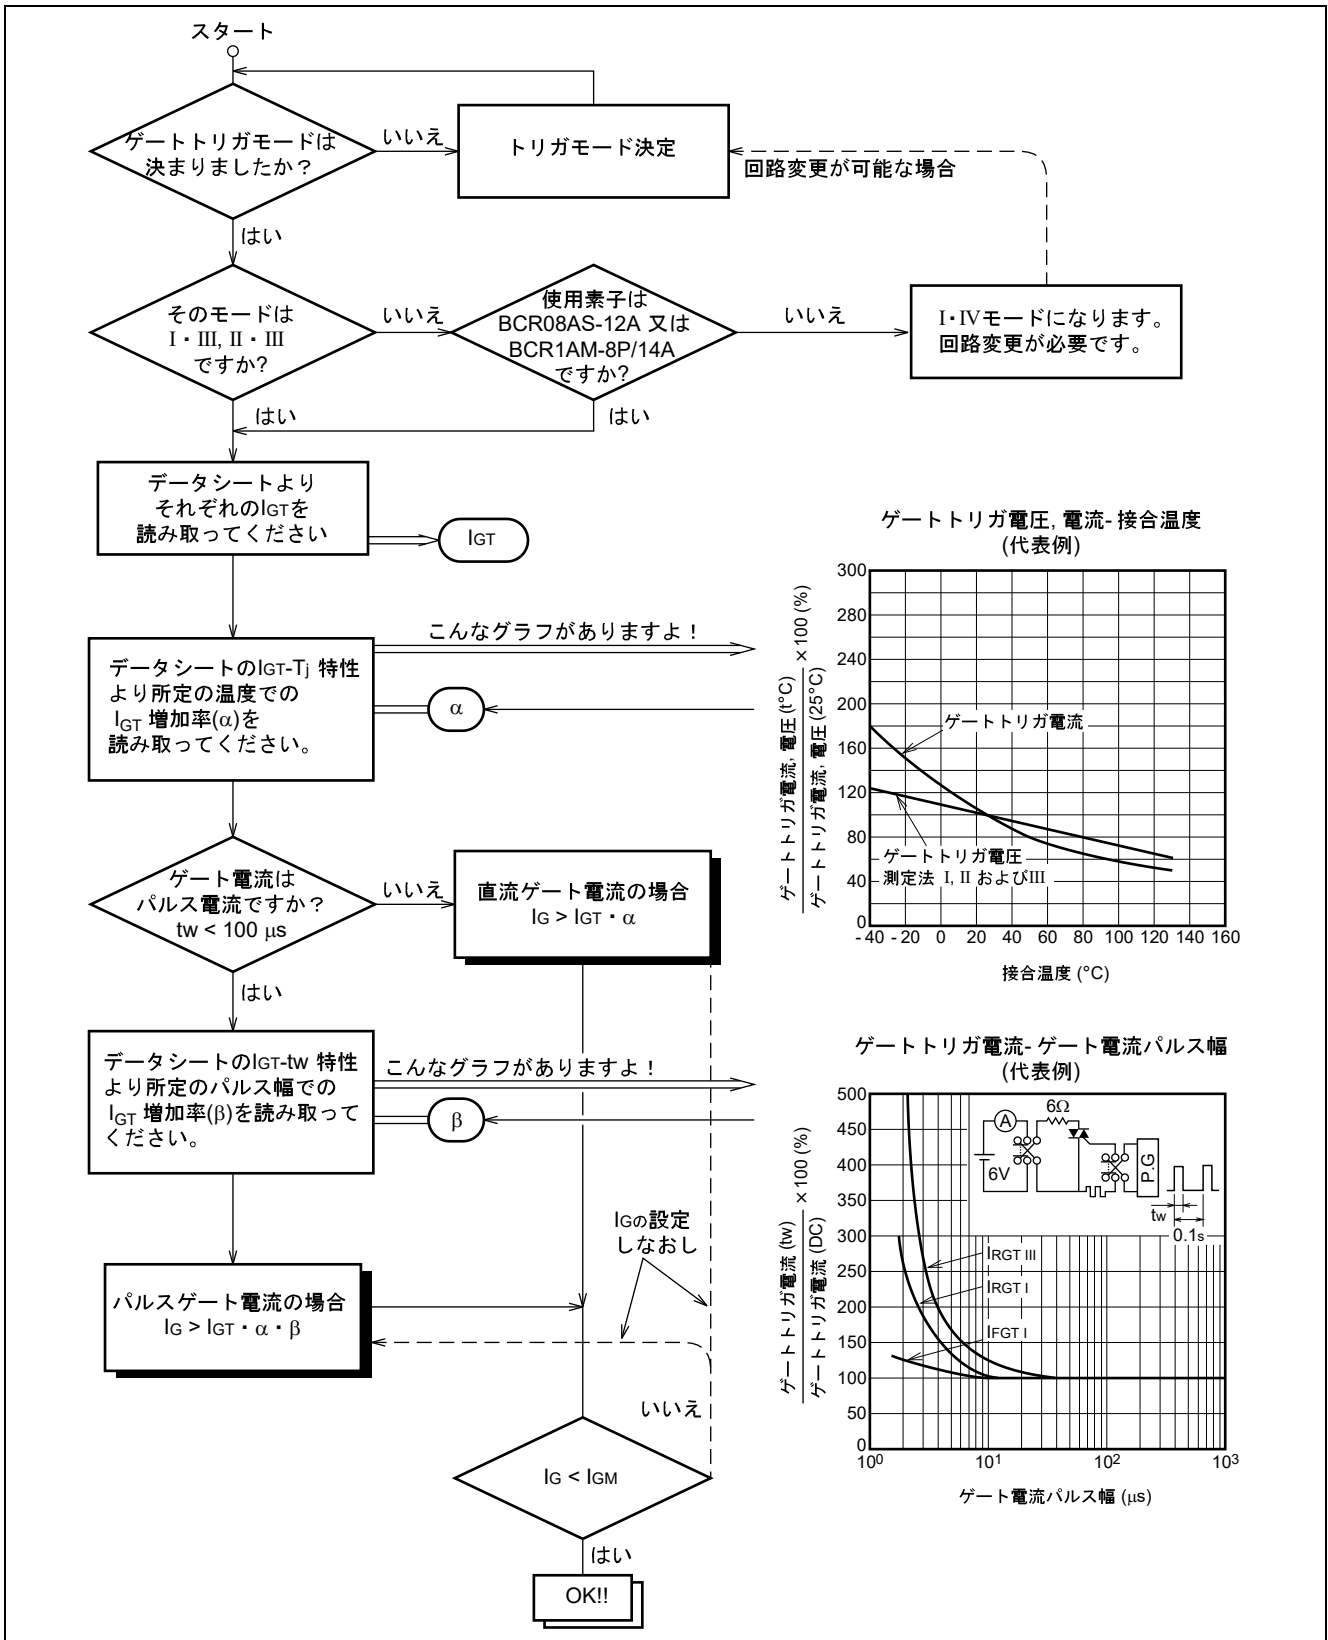 スタート
ゲートトリガモードは
決まりましたか？
いいえ
トリガモード決定
回路変更が可能な場合
はい
そのモードは
I・III, II・III
ですか?
いいえ
使用素子は
BCR08AS-12A 又は
BCR1AM-8P/14A
ですか?
いいえ
I・IVモードになります。
回路変更が必要です。
はい
はい
データシートより
それぞれのIGTを
読み取ってください
IGT
データシートのIGT-Tj 特性
より所定の温度での
IGT 増加率(α)を
読み取ってください。
こんなグラフがありますよ！
α
ゲートトリガ電圧, 電流- 接合温度
(代表例)
ゲートトリガ電流, 電圧 (t°C)
ゲートトリガ電流, 電圧 (25°C)
×100 (%)
300
280
240
200
160
120
80
40
0
-40 -20 0 20 40 60 80 100 120 140 160
ゲートトリガ電流
ゲートトリガ電圧
測定法 I, II およびIII
接合温度 (°C)
ゲート電流は
パルス電流ですか？
tw < 100 μs
いいえ
直流ゲート電流の場合
IG > IGT・α
はい
データシートのIGT-tw 特性
より所定のパルス幅での
IGT 増加率(β)を読み取って
ください。
こんなグラフがありますよ！
β
ゲートトリガ電流- ゲート電流パルス幅
(代表例)
ゲートトリガ電流 (tw)
ゲートトリガ電流 (DC)
×100 (%)
500
450
400
350
300
250
200
150
100
50
0
10⁰ 10¹ 10² 10³
A
6Ω
6V
P.G
tw
0.1s
IRGT III
IRGT I
IFGT I
ゲート電流パルス幅 (μs)
IGの設定
しなおし
パルスゲート電流の場合
IG > IGT・α・β
いいえ
IG < IGM
はい
OK!!